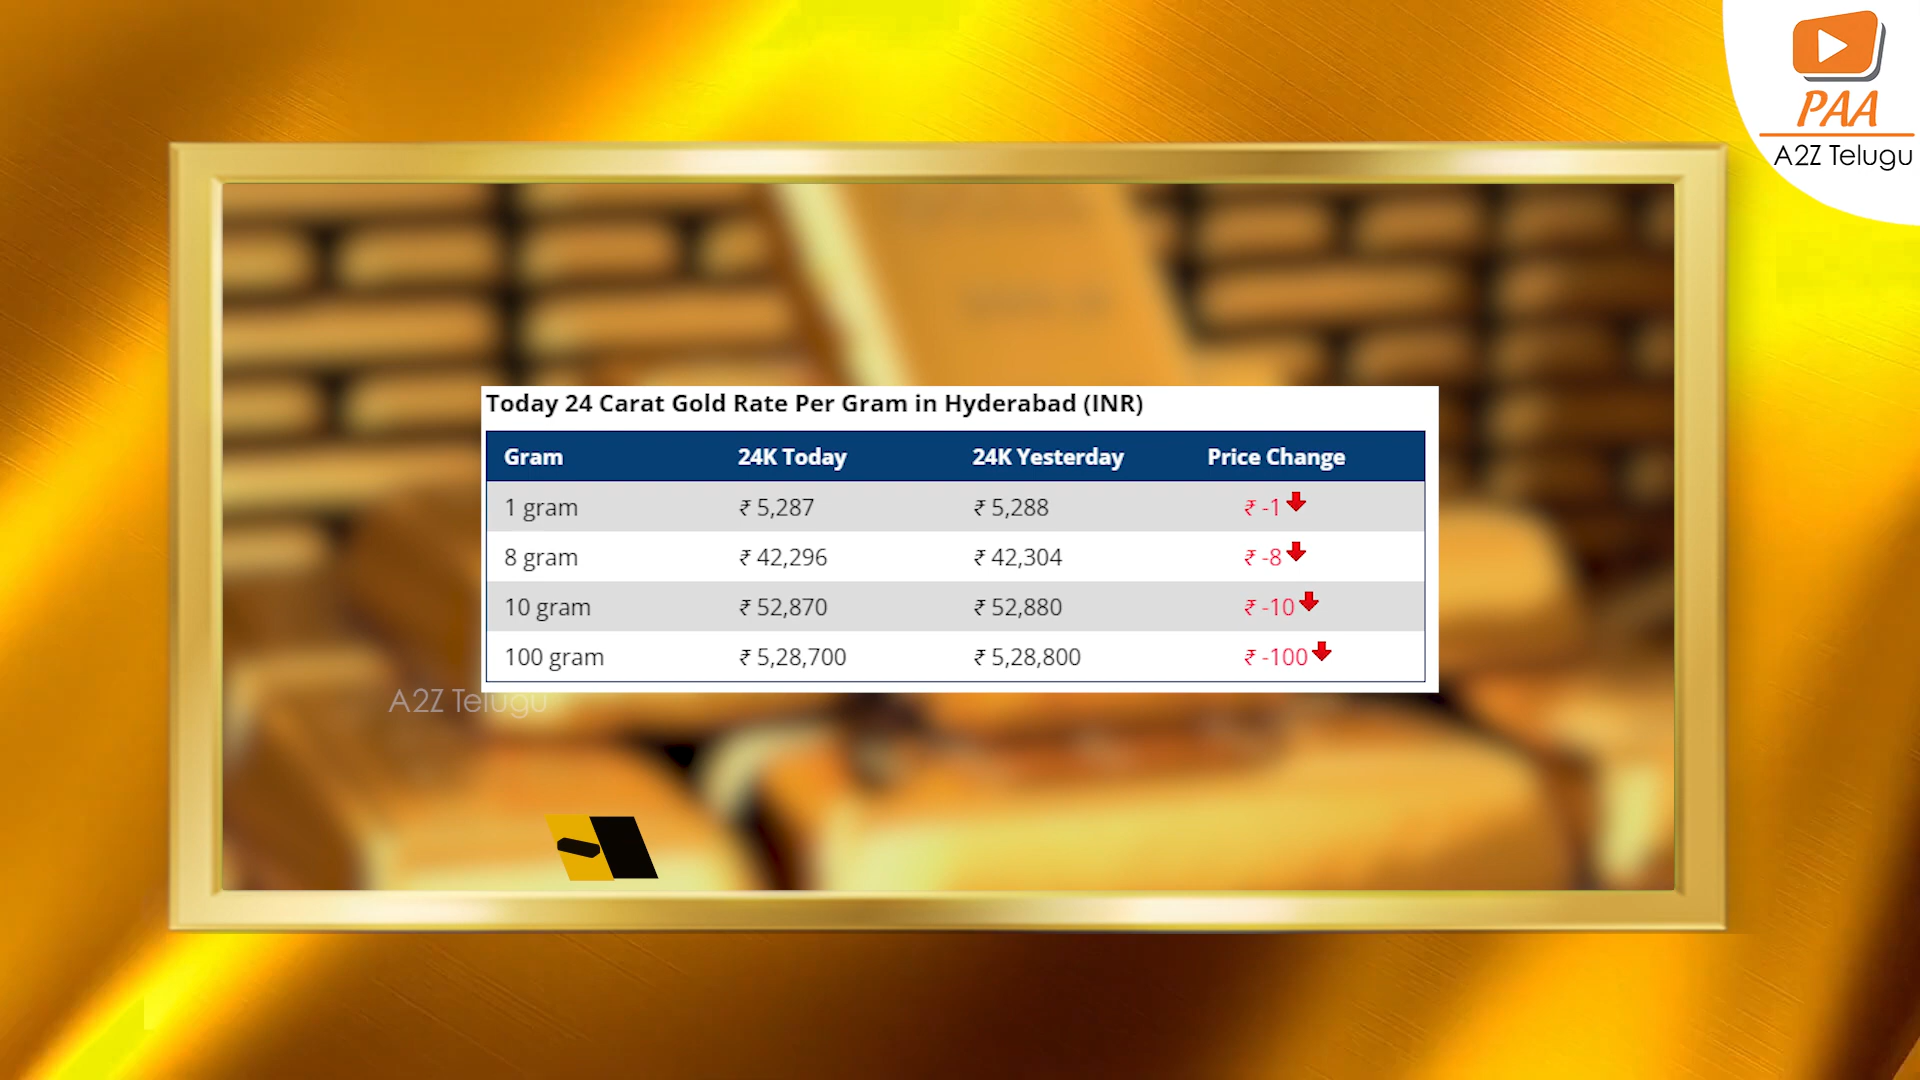 PAA
A2Z Telugu
Today 24 Carat Gold Rate Per Gram in Hyderabad (INR)
Gram 24K Today 24K Yesterday Price Change
1 gram ₹ 5,287 ₹ 5,288 ₹ -1
8 gram ₹ 42,296 ₹ 42,304 ₹ -8
10 gram ₹ 52,870 ₹ 52,880 ₹ -10
100 gram ₹ 5,28,700 ₹ 5,28,800 ₹ -100
A2Z Telugu